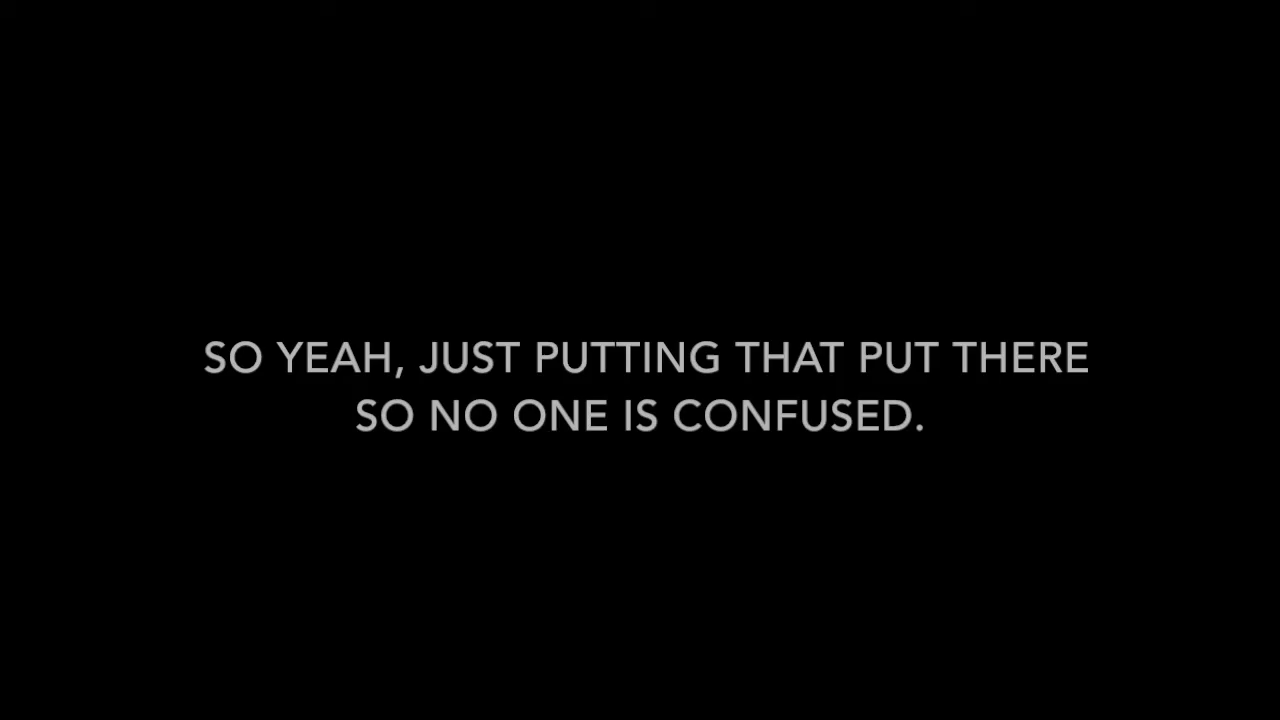 SO YEAH, JUST PUTTING THAT PUT THERE
SO NO ONE IS CONFUSED.